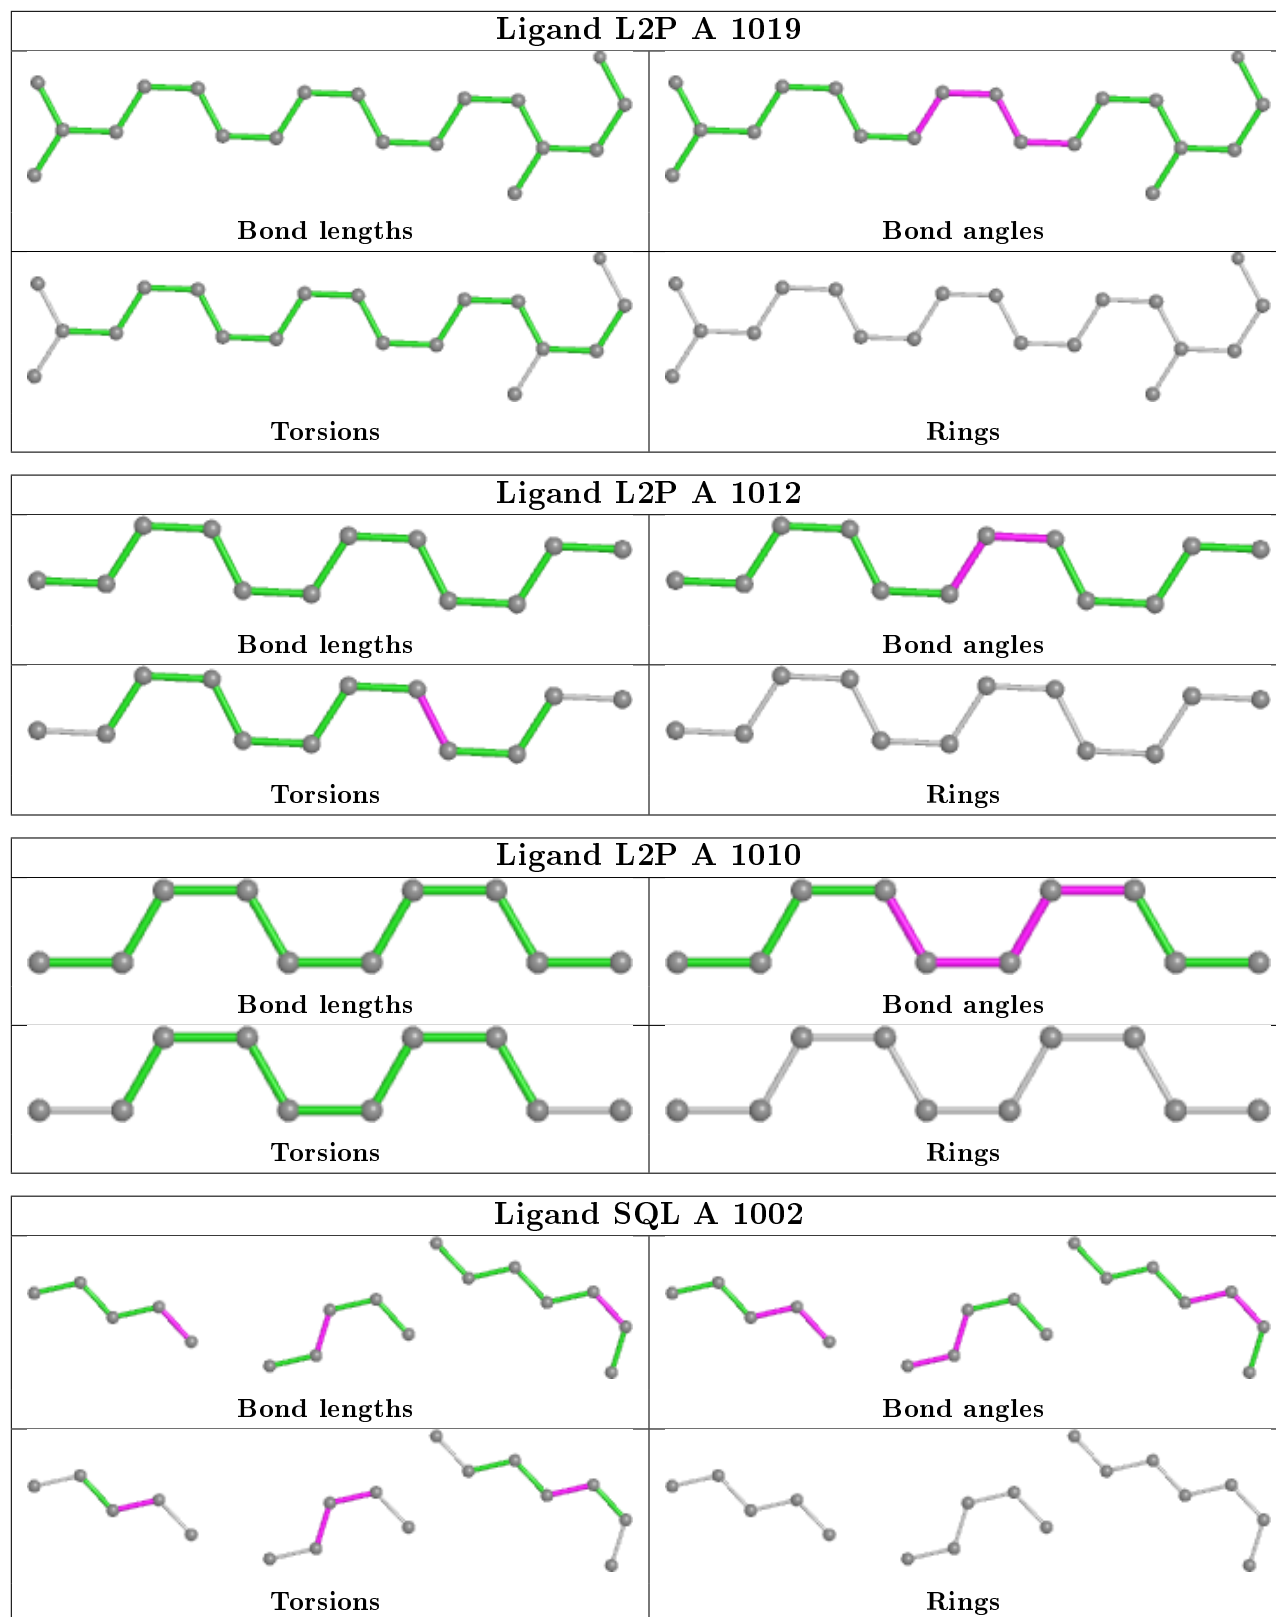 Ligand L2P A 1019
Bond lengths
Bond angles
Torsions
Rings
Ligand L2P A 1012
Bond lengths
Bond angles
Torsions
Rings
Ligand L2P A 1010
Bond lengths
Bond angles
Torsions
Rings
Ligand SQL A 1002
Bond lengths
Bond angles
Torsions
Rings